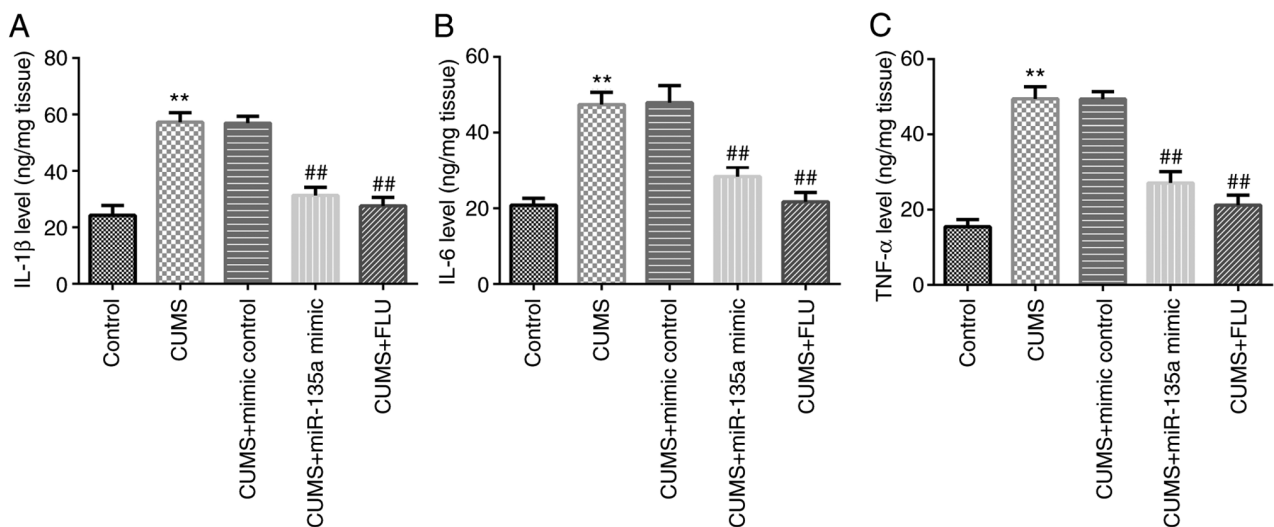 A
IL-1β level (ng/mg tissue)
80
60
40
20
0
**
##
##
Control
CUMS
CUMS+mimic control
CUMS+miR-135a mimic
CUMS+FLU
B
IL-6 level (ng/mg tissue)
60
40
20
0
**
##
##
Control
CUMS
CUMS+mimic control
CUMS+miR-135a mimic
CUMS+FLU
C
TNF-α level (ng/mg tissue)
60
40
20
0
**
##
##
Control
CUMS
CUMS+mimic control
CUMS+miR-135a mimic
CUMS+FLU